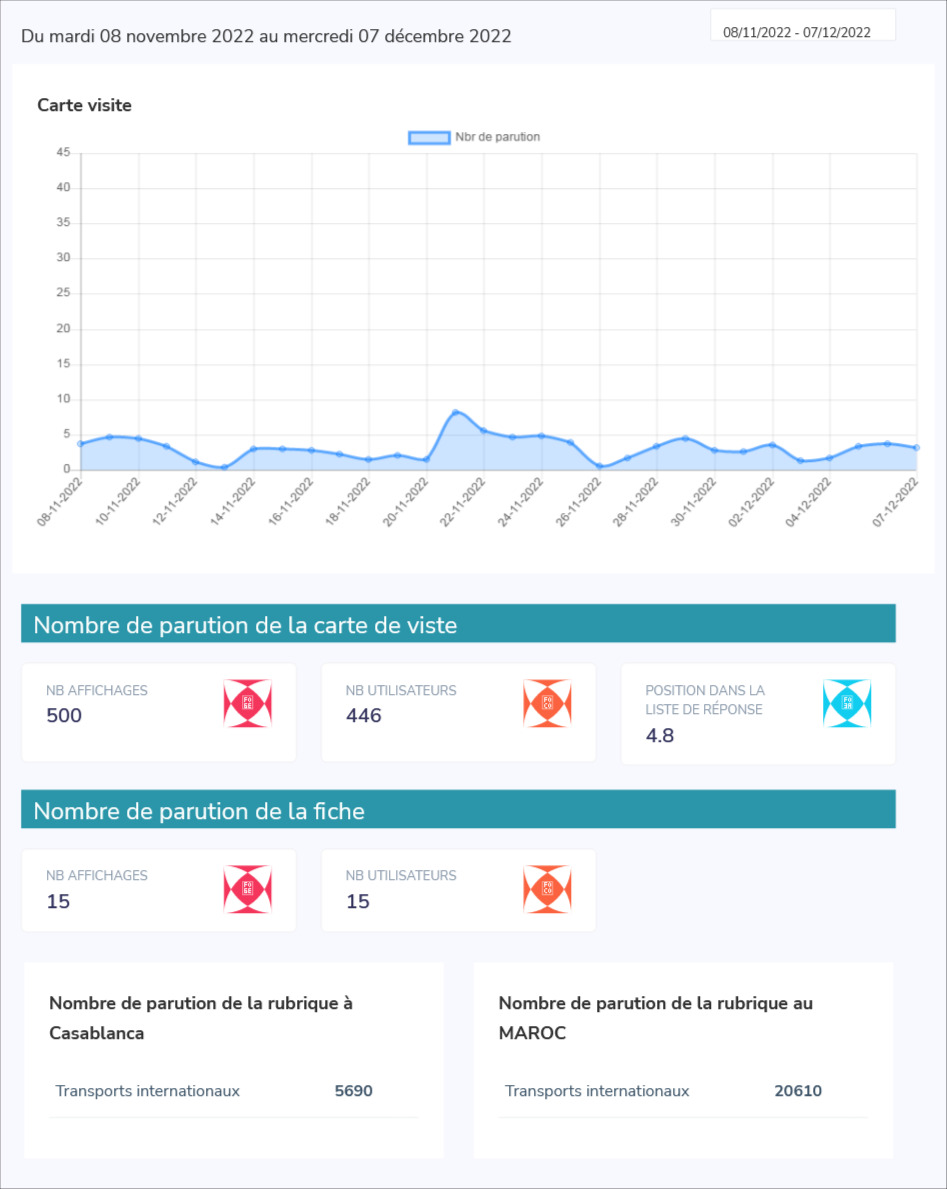 Du mardi 08 novembre 2022 au mercredi 07 décembre 2022
08/11/2022 - 07/12/2022
Carte visite
Nbr de parution
45
40
35
30
25
20
15
10
5
0
08-11-2022
10-11-2022
12-11-2022
14-11-2022
16-11-2022
18-11-2022
20-11-2022
22-11-2022
24-11-2022
26-11-2022
28-11-2022
30-11-2022
02-12-2022
04-12-2022
07-12-2022
Nombre de parution de la carte de viste
NB AFFICHAGES
500
NB UTILISATEURS
446
POSITION DANS LA
LISTE DE RÉPONSE
4.8
Nombre de parution de la fiche
NB AFFICHAGES
15
NB UTILISATEURS
15
Nombre de parution de la rubrique à
Casablanca
Transports internationaux 5690
Nombre de parution de la rubrique au
MAROC
Transports internationaux 20610